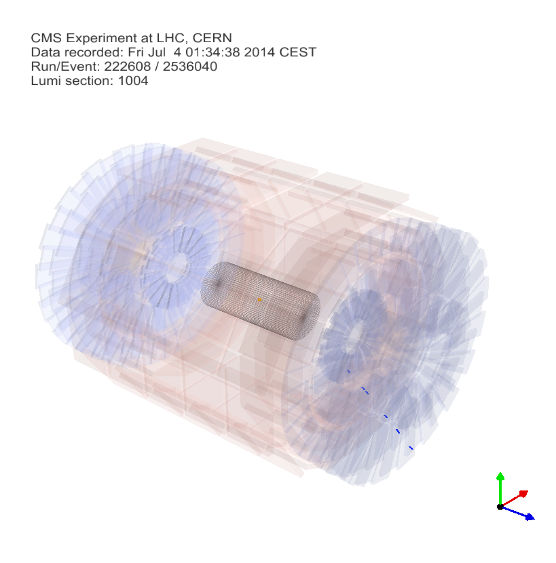 CMS Experiment at LHC, CERN
Data recorded: Fri Jul  4 01:34:38 2014 CEST
Run/Event: 222608 / 2536040
Lumi section: 1004